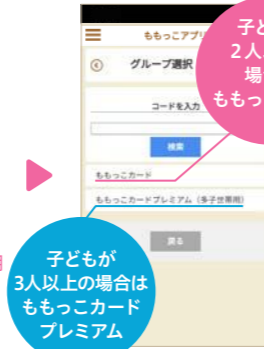 ももっこアプリ
グループ選択
コードを入力
検索
ももっこカード
ももっこカードプレミアム（多子世帯用）
戻る
子ど
2人
場
ももっ
子どもが
3人以上の場合は
ももっこカード
プレミアム